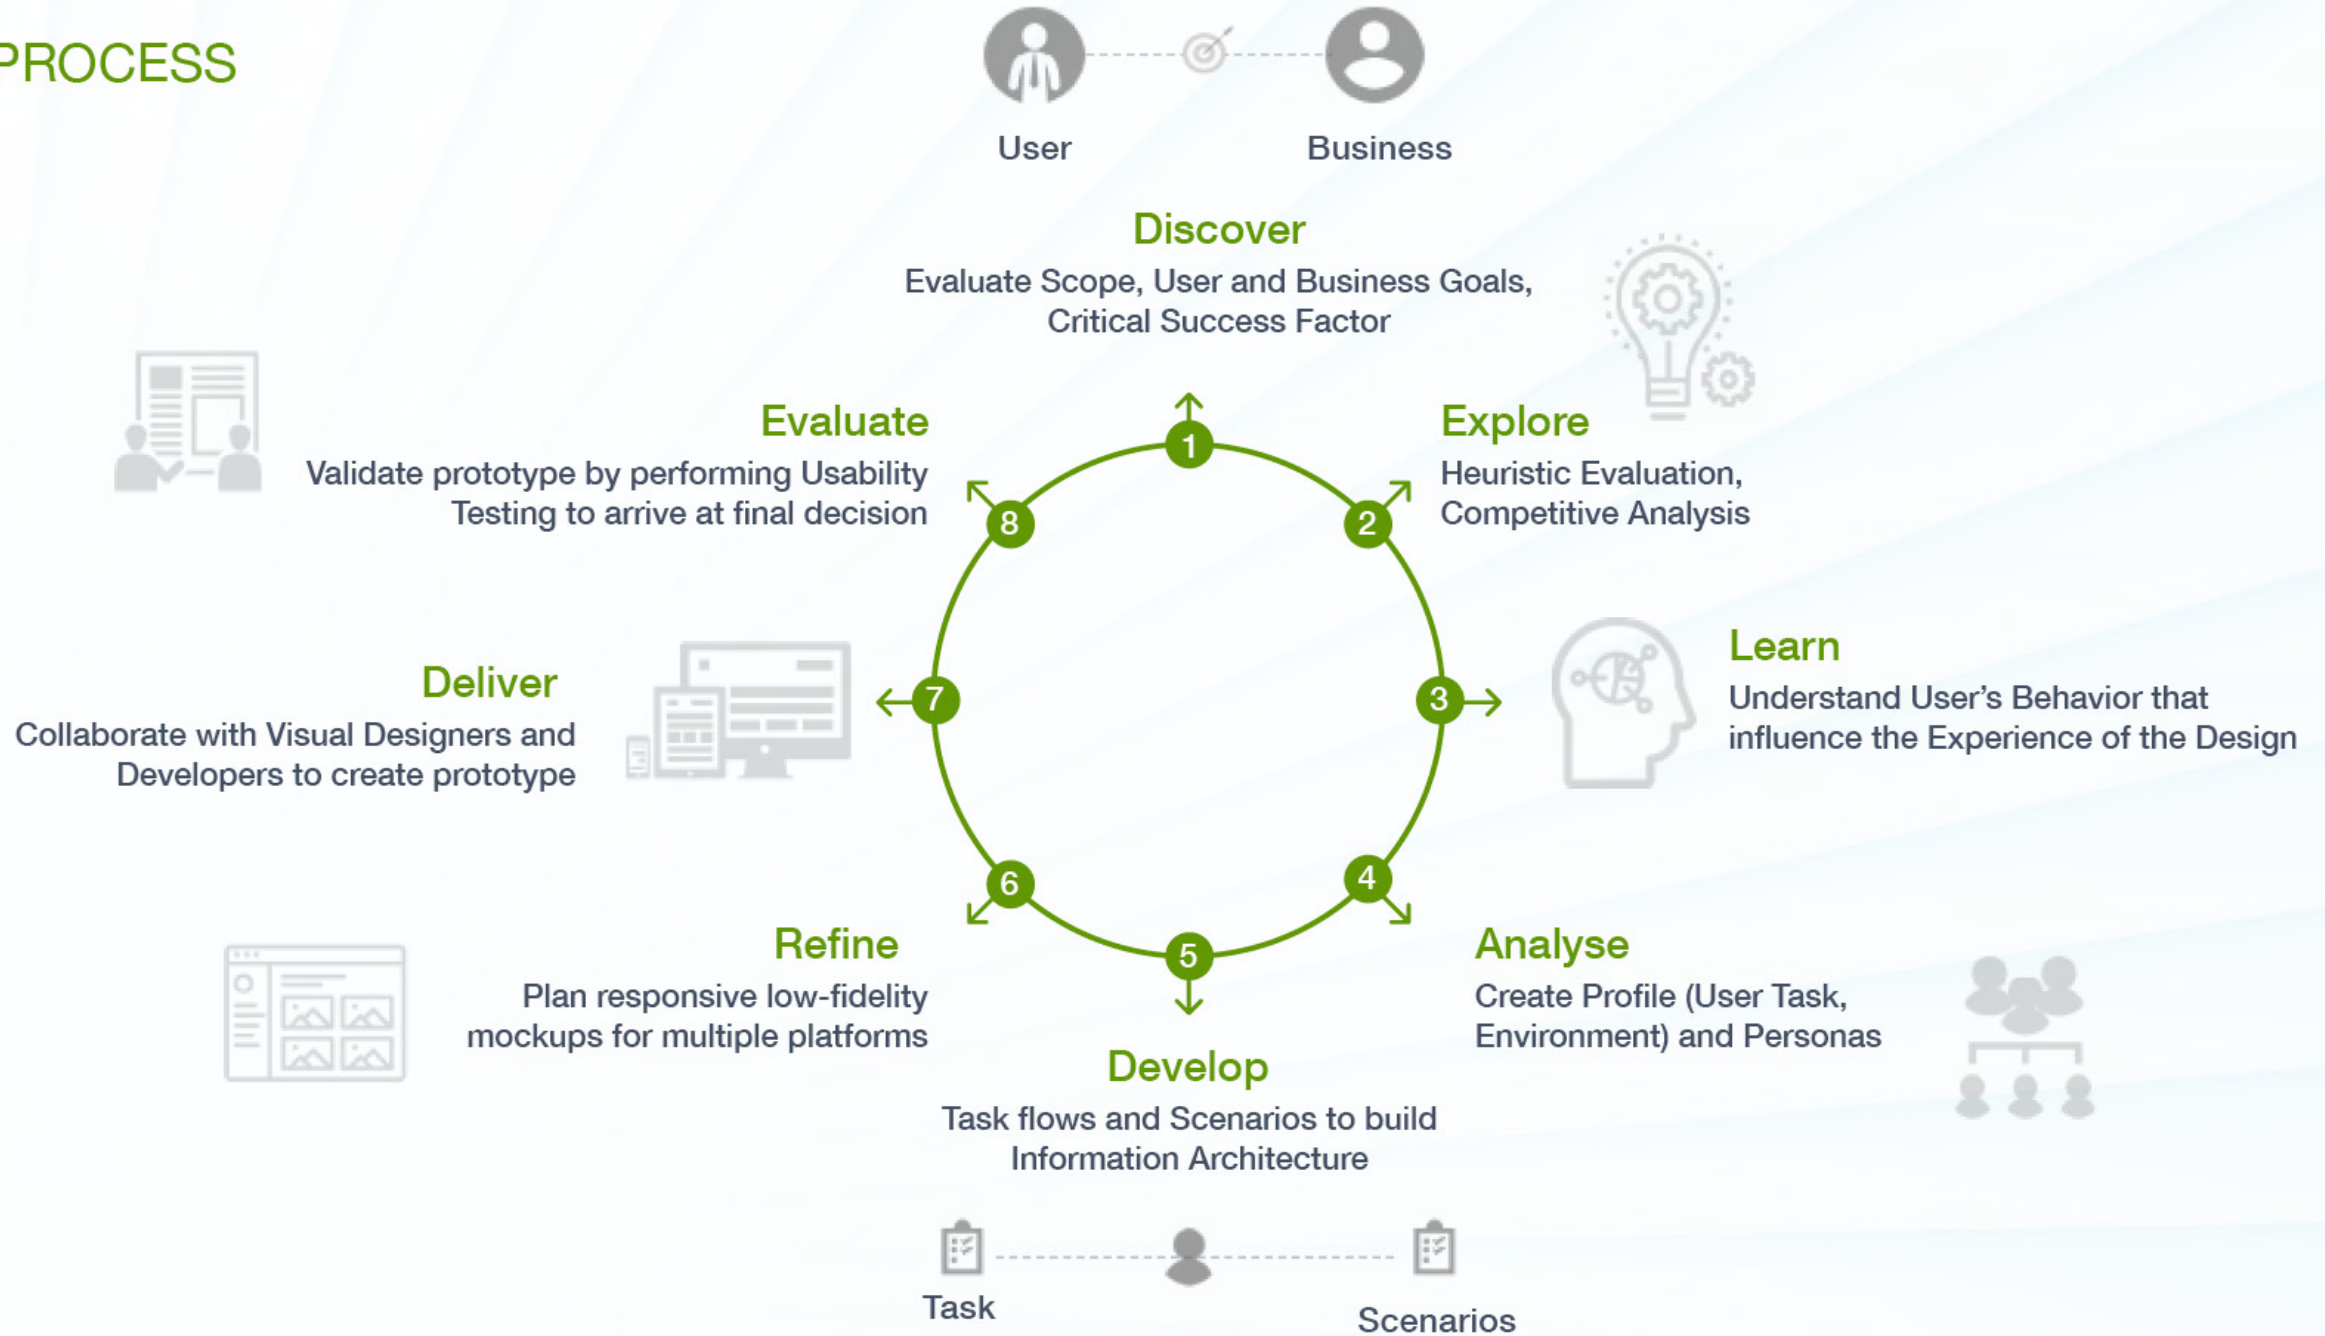 PROCESS
User
Business
Discover
Evaluate Scope, User and Business Goals,
Critical Success Factor
1
Explore
Heuristic Evaluation,
Competitive Analysis
2
Learn
Understand User’s Behavior that
influence the Experience of the Design
3
Analyse
Create Profile (User Task,
Environment) and Personas
4
Develop
Task flows and Scenarios to build
Information Architecture
5
Task
Scenarios
Refine
Plan responsive low-fidelity
mockups for multiple platforms
6
Deliver
Collaborate with Visual Designers and
Developers to create prototype
7
Evaluate
Validate prototype by performing Usability
Testing to arrive at final decision
8